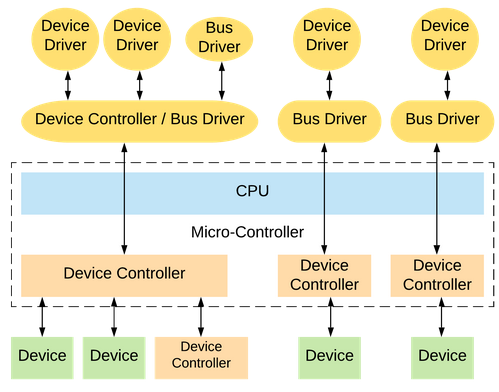 Device
Driver
Device
Driver
Bus
Driver
Device
Driver
Device
Driver
Device Controller / Bus Driver
Bus Driver
Bus Driver
CPU
Micro-Controller
Device Controller
Device
Controller
Device
Controller
Device
Device
Device
Controller
Device
Device